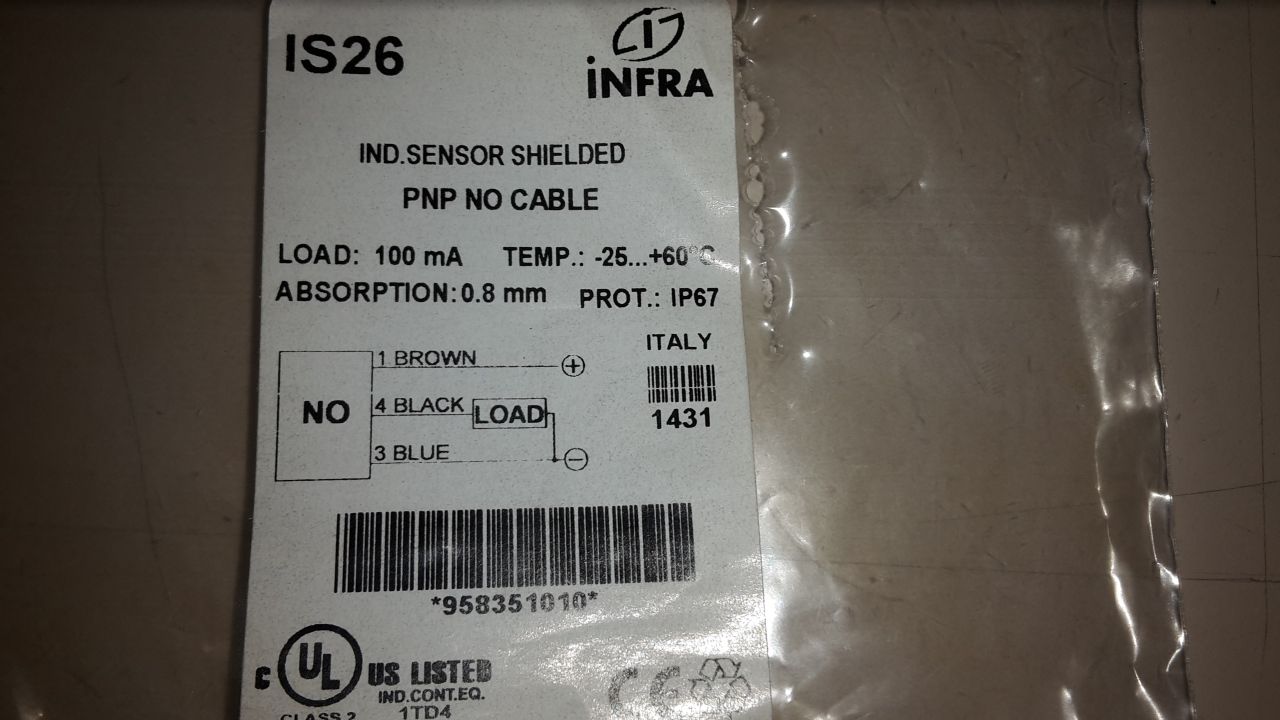 IS26
iNFRA
IND.SENSOR SHIELDED
PNP NO CABLE
LOAD: 100 mA TEMP.: -25...+60°C
ABSORPTION: 0.8 mm PROT.: IP67
ITALY
1431
1 BROWN +
NO
4 BLACK LOAD
3 BLUE −
*958351010*
C UL US LISTED
IND.CONT.EQ.
CLASS 2 1TD4
CE